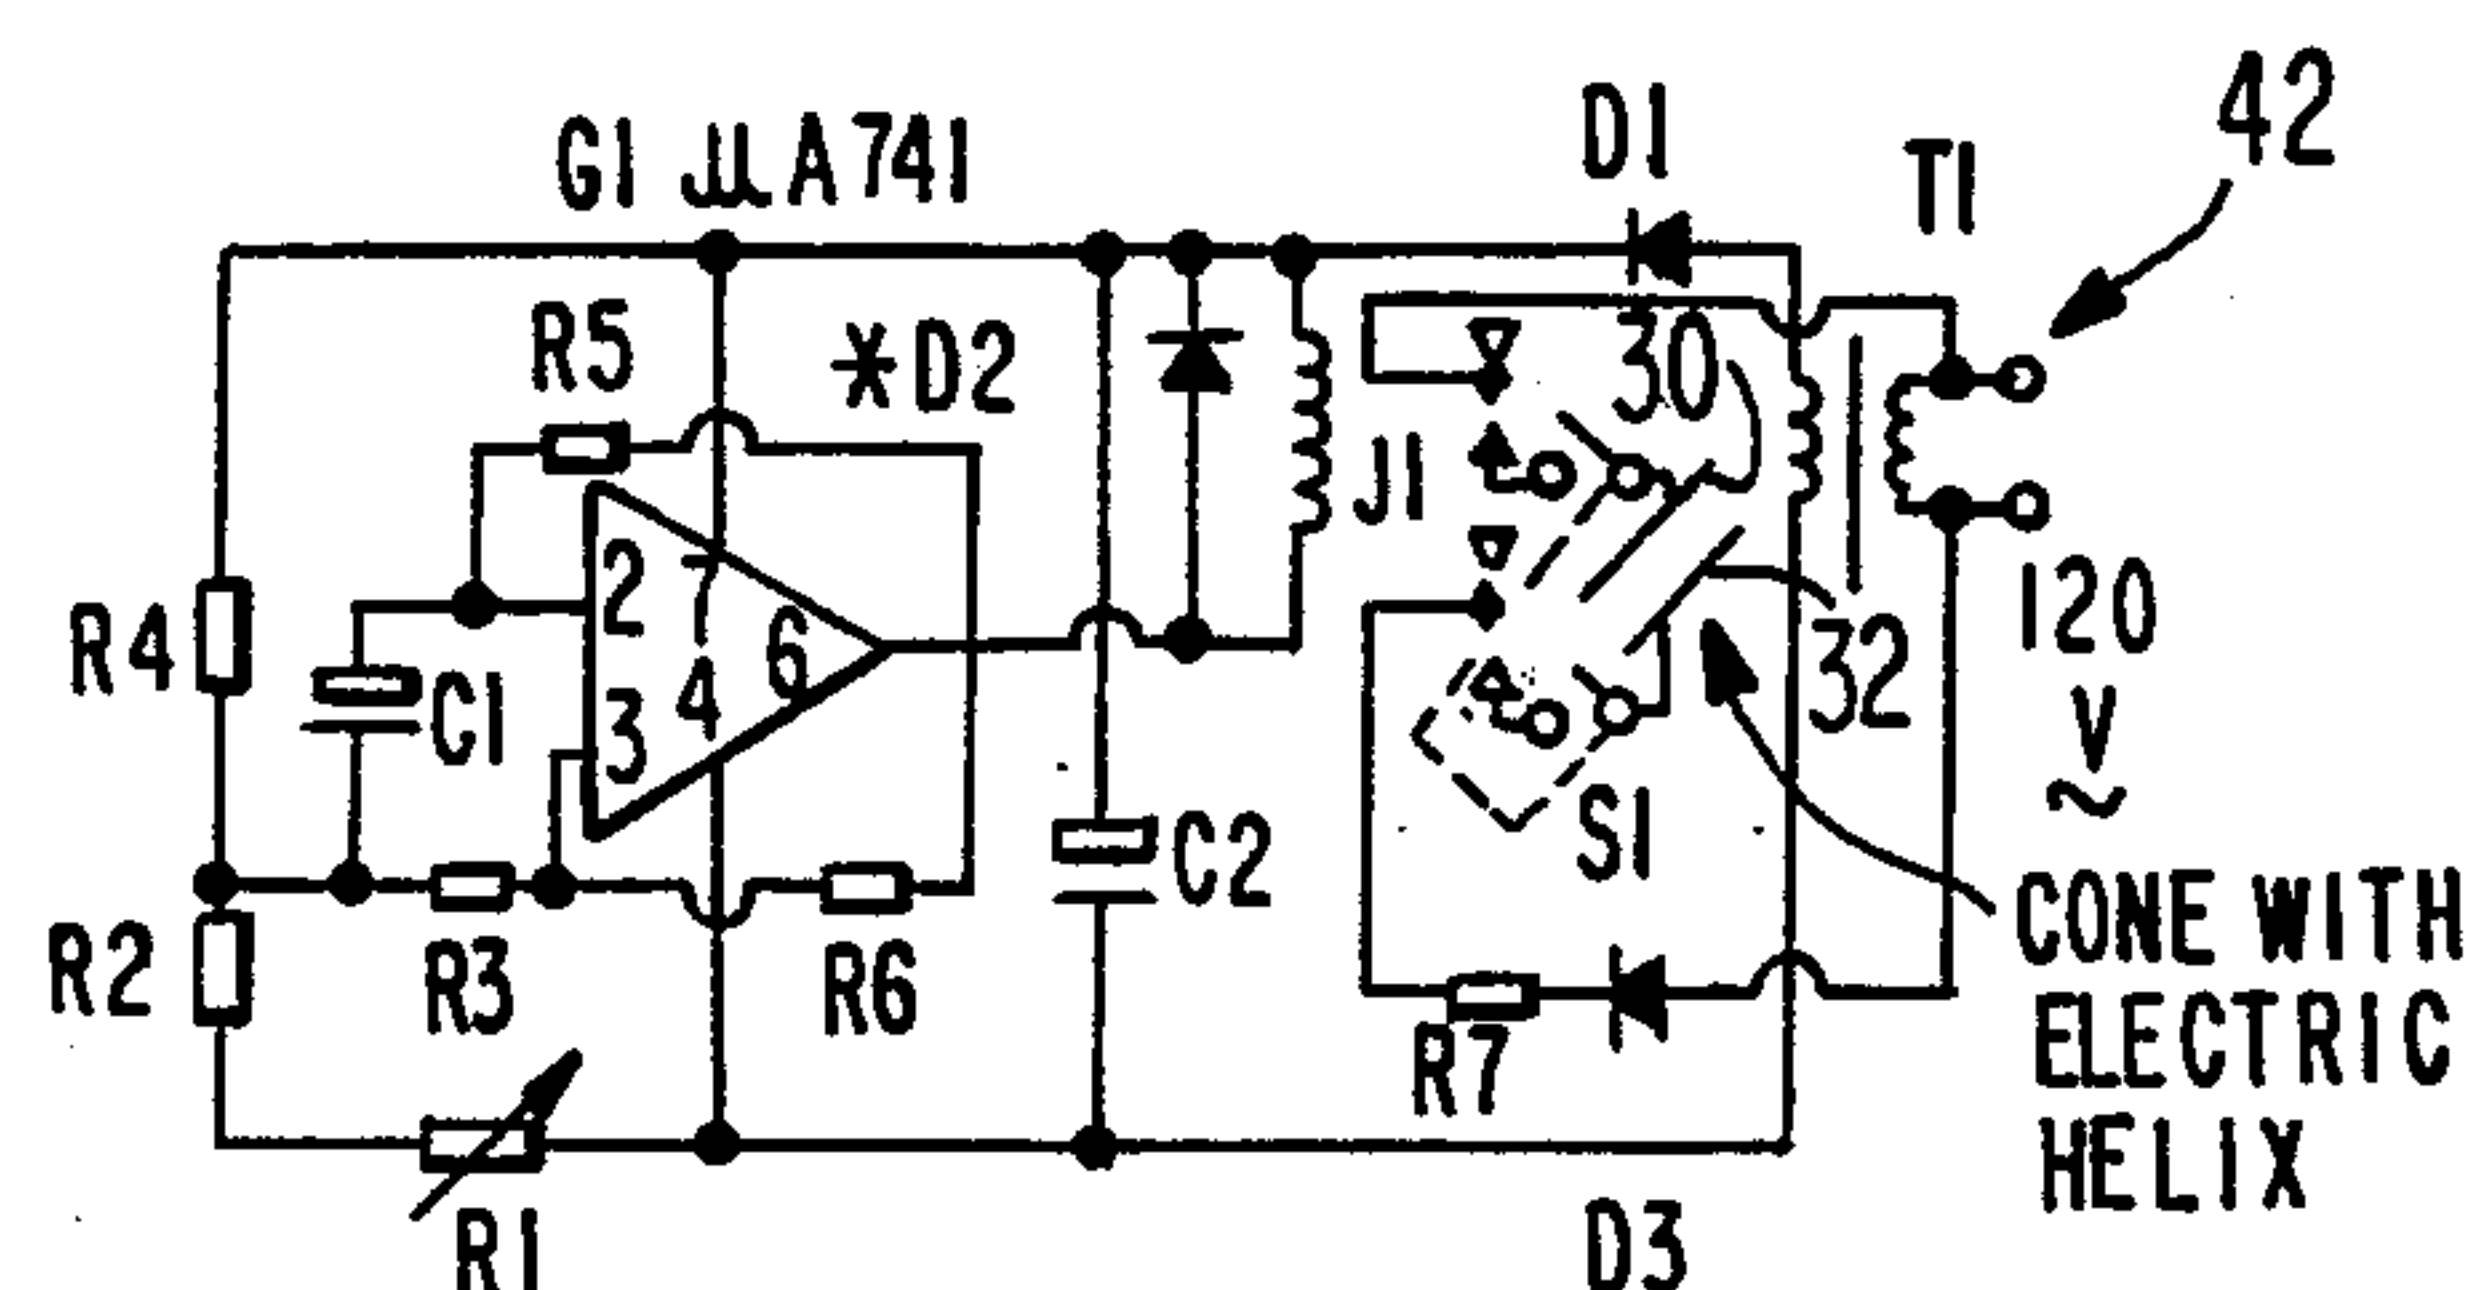 42
D1
T1
G1 µA741
R5
*D2
30
J1
2
7
R4
6
120
V
~
4
3
C1
32
C2
S1
CONE WITH
ELECTRIC
HELIX
R2
R3
R6
R7
R1
D3